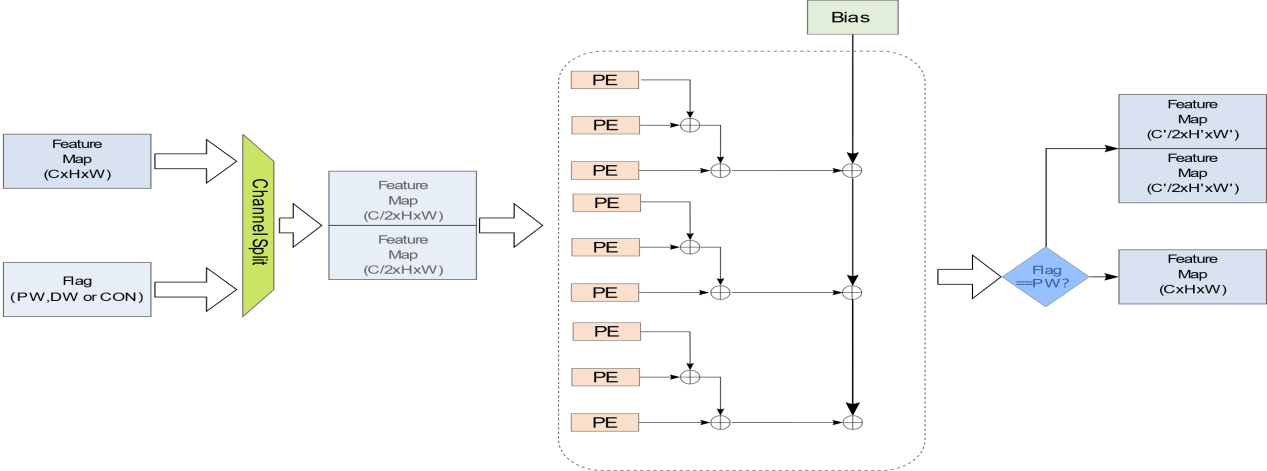 Bias
Feature
Map
(CxHxW)
Flag
(PW,DW or CON)
Channel Split
Feature
Map
(C/2xHxW)
Feature
Map
(C/2xHxW)
PE
PE
PE
PE
PE
PE
PE
PE
PE
Flag
==PW?
Feature
Map
(C'/2xH'xW')
Feature
Map
(C'/2xH'xW')
Feature
Map
(CxHxW)